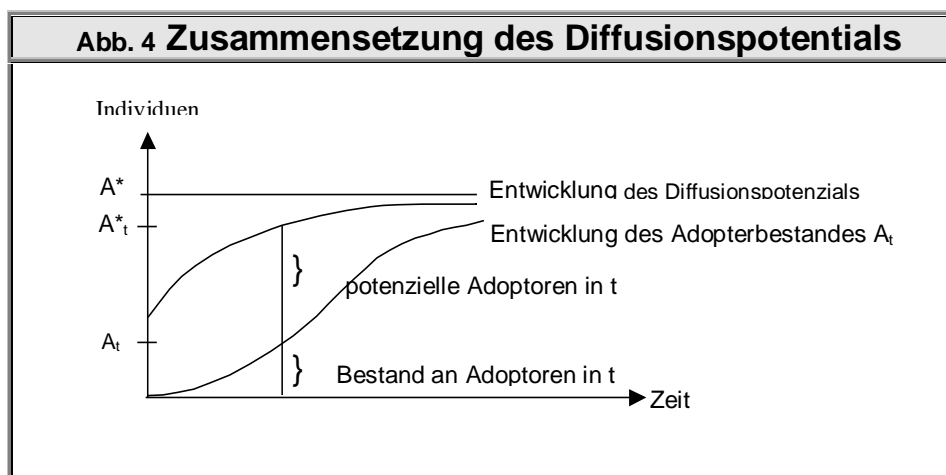 Abb. 4 Zusammensetzung des Diffusionspotentials
Individuen
A*
Entwicklung des Diffusionspotenzials
A*t
Entwicklung des Adopterbestandes At
} potenzielle Adoptoren in t
At
} Bestand an Adoptoren in t
Zeit